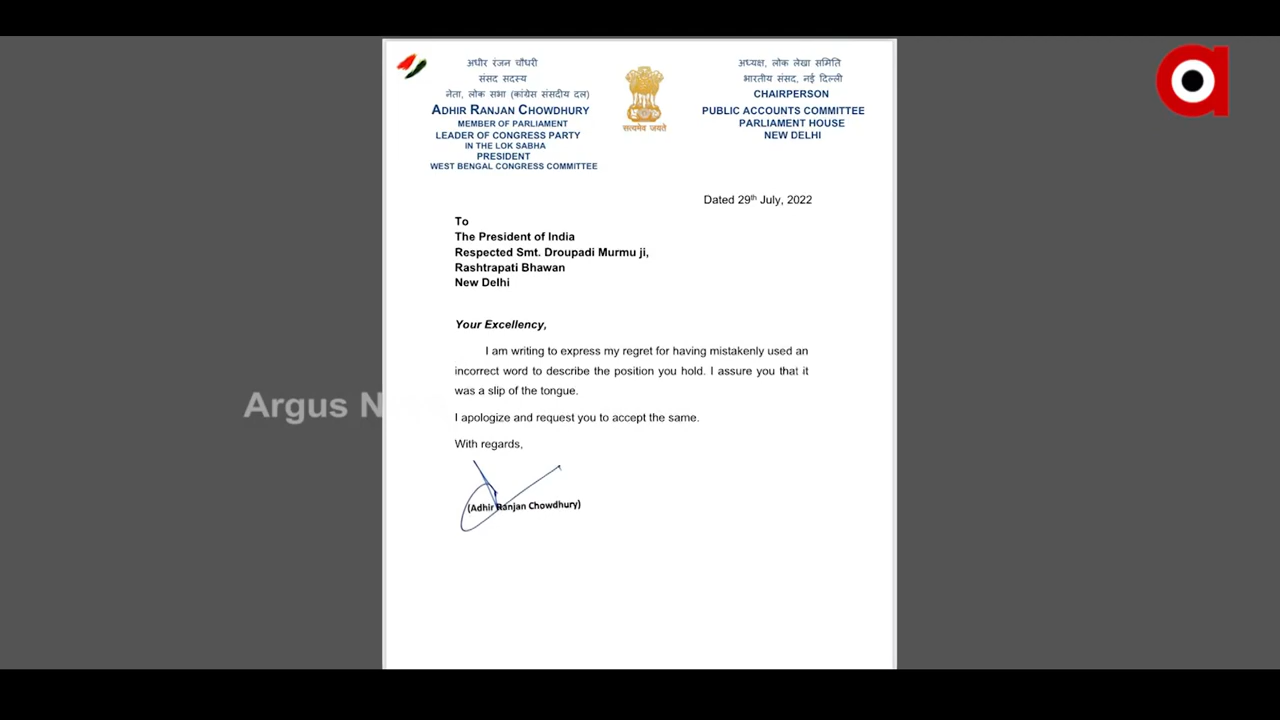 अधीर रंजन चौधरी
संसद सदस्य
नेता, लोक सभा (कांग्रेस संसदीय दल)
ADHIR RANJAN CHOWDHURY
MEMBER OF PARLIAMENT
LEADER OF CONGRESS PARTY
IN THE LOK SABHA
PRESIDENT
WEST BENGAL CONGRESS COMMITTEE
सत्यमेव जयते
अध्यक्ष, लोक लेखा समिति
भारतीय संसद, नई दिल्ली
CHAIRPERSON
PUBLIC ACCOUNTS COMMITTEE
PARLIAMENT HOUSE
NEW DELHI
Dated 29th July, 2022
To
The President of India
Respected Smt. Droupadi Murmu ji,
Rashtrapati Bhawan
New Delhi
Your Excellency,
I am writing to express my regret for having mistakenly used an
incorrect word to describe the position you hold. I assure you that it
was a slip of the tongue.
I apologize and request you to accept the same.
With regards,
(Adhir Ranjan Chowdhury)
Argus